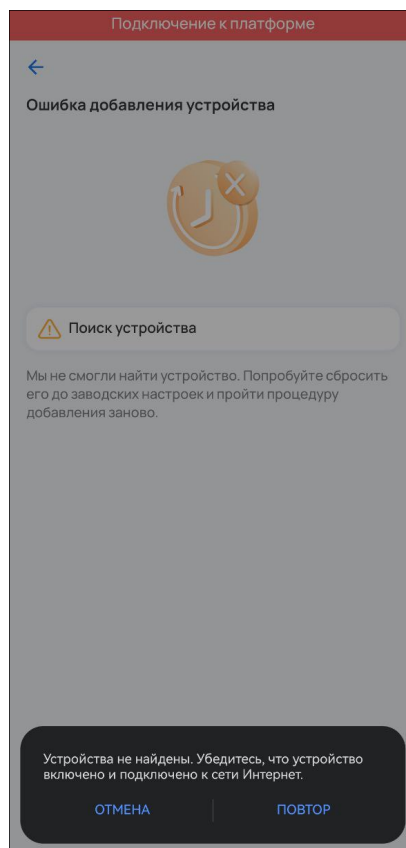 Подключение к платформе
Ошибка добавления устройства
Поиск устройства
Мы не смогли найти устройство. Попробуйте сбросить
его до заводских настроек и пройти процедуру
добавления заново.
Устройства не найдены. Убедитесь, что устройство
включено и подключено к сети Интернет.
ОТМЕНА
ПОВТОР